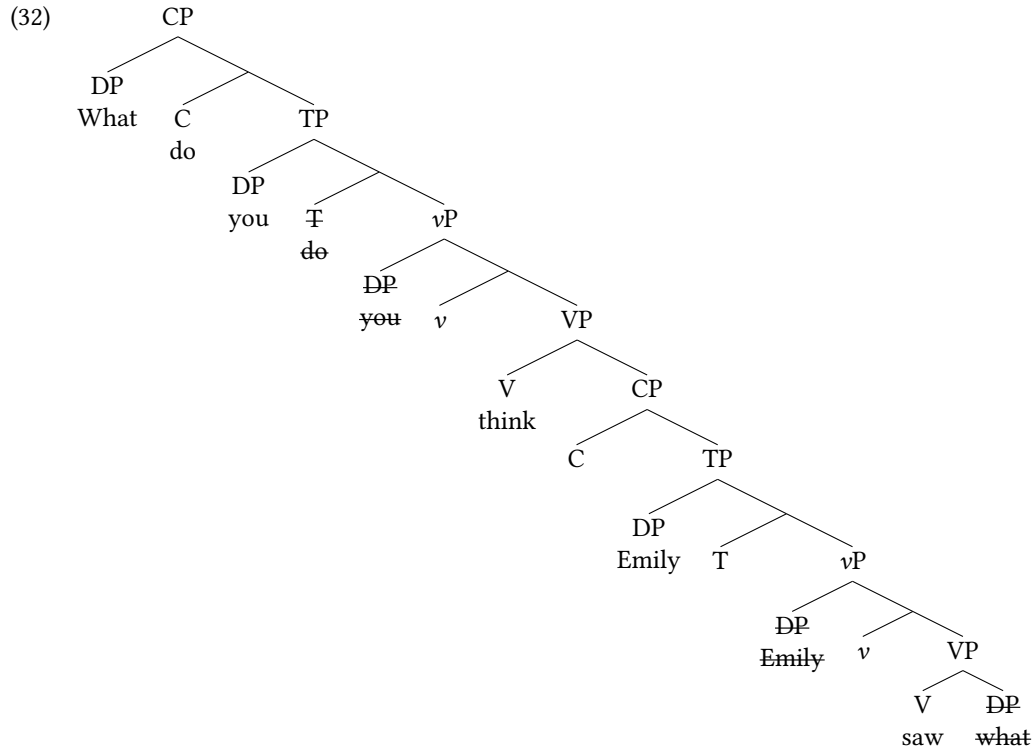 (32) CP
DP
What C TP
do
DP
you T vP
do
DP
you v VP
V CP
think
C TP
DP
Emily T vP
DP
Emily v VP
V DP
saw what